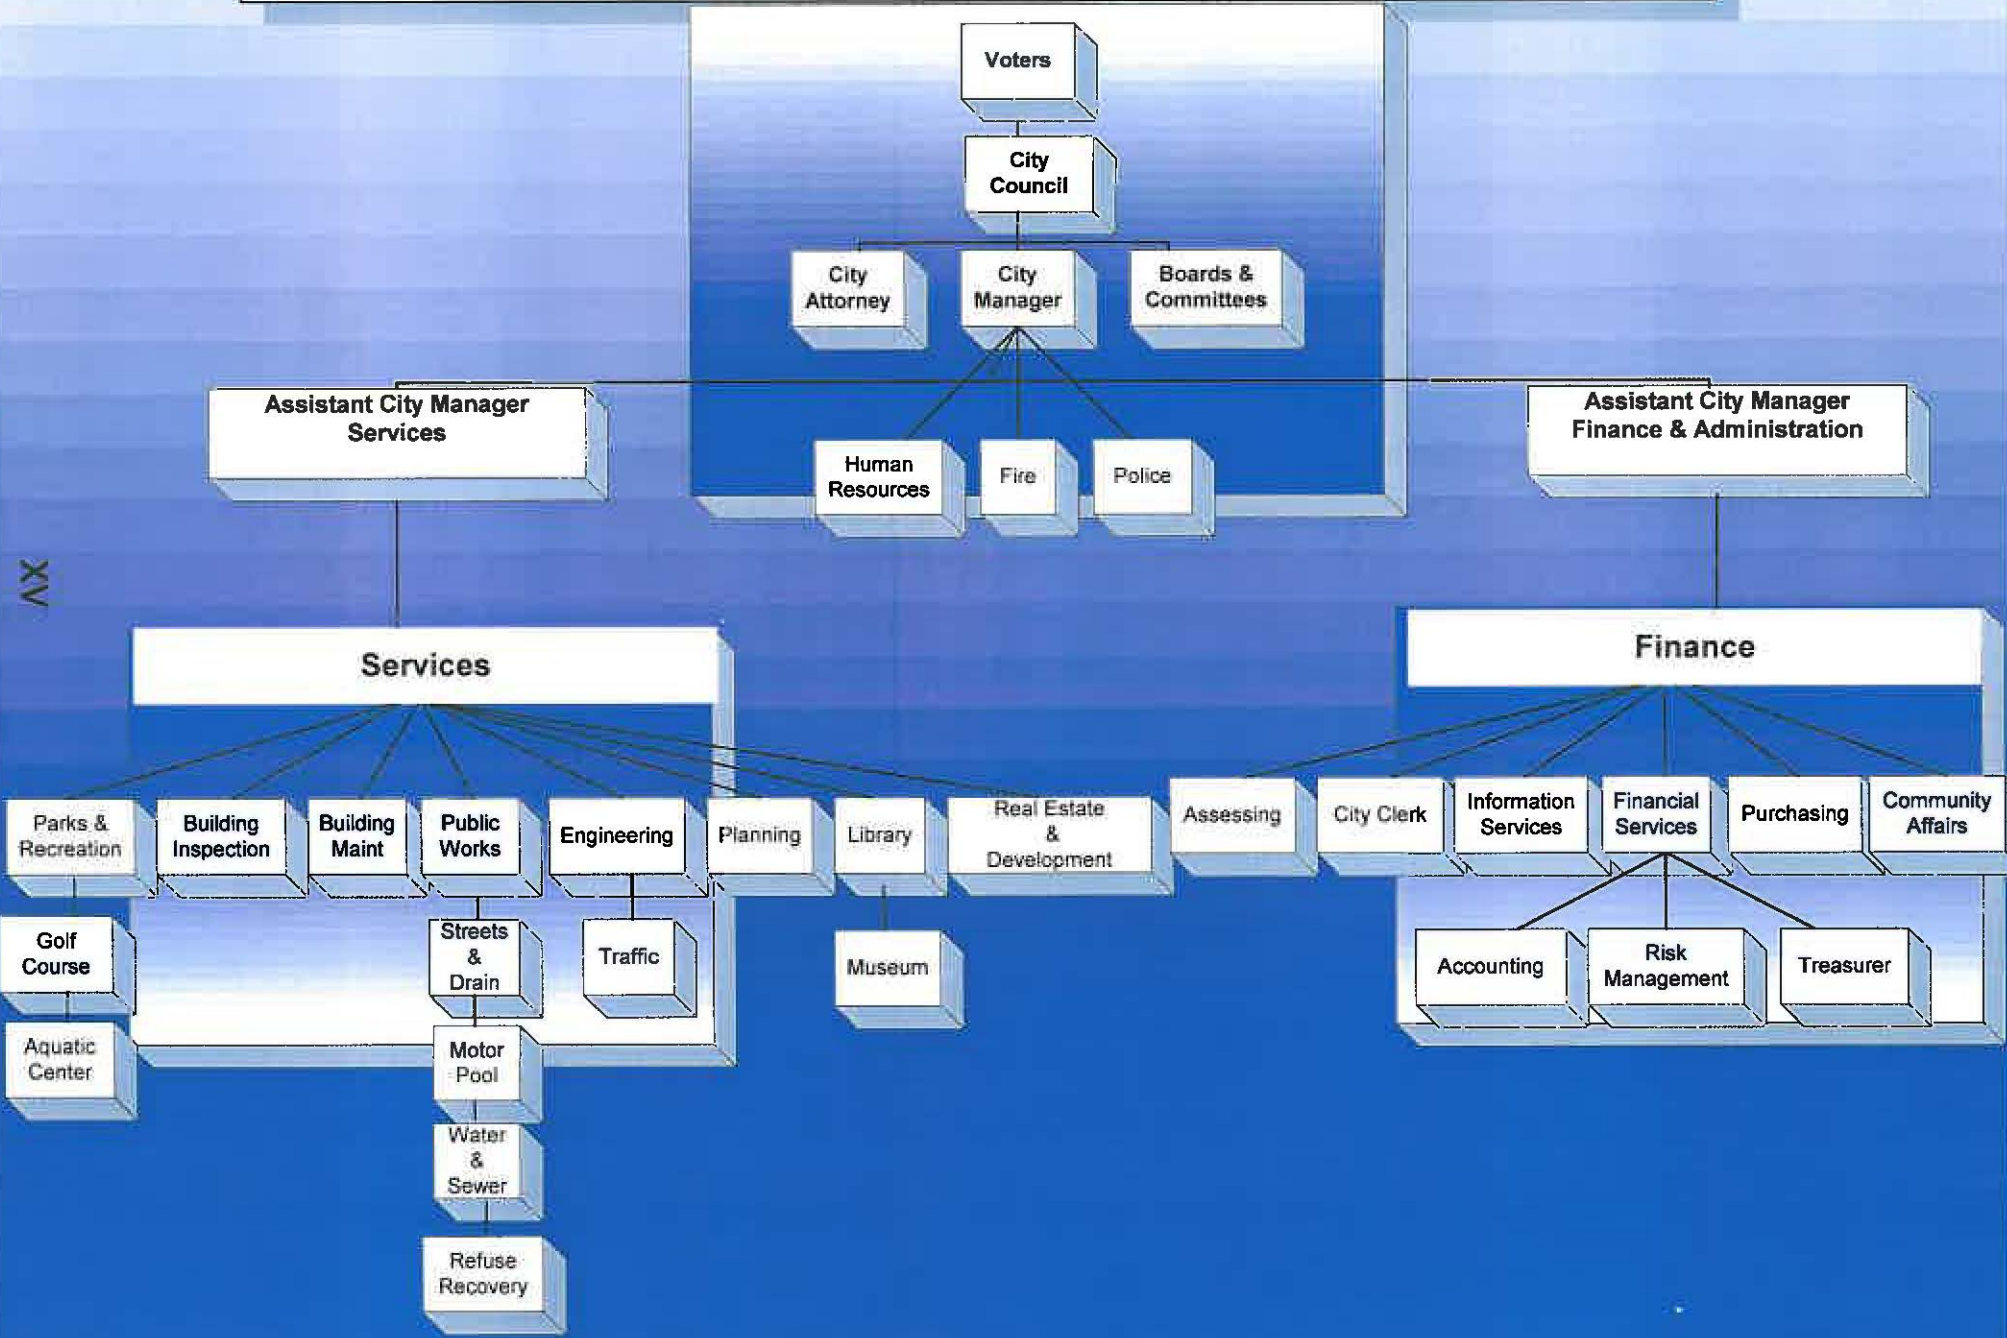 Voters
City
Council
City
Attorney
City
Manager
Boards &
Committees
Assistant City Manager
Services
Assistant City Manager
Finance & Administration
Human
Resources
Fire
Police
XV
Services
Finance
Parks &
Recreation
Building
Inspection
Building
Maint
Public
Works
Engineering
Planning
Library
Real Estate
&
Development
Assessing
City Clerk
Information
Services
Financial
Services
Purchasing
Community
Affairs
Golf
Course
Streets
&
Drain
Traffic
Museum
Accounting
Risk
Management
Treasurer
Aquatic
Center
Motor
Pool
Water
&
Sewer
Refuse
Recovery